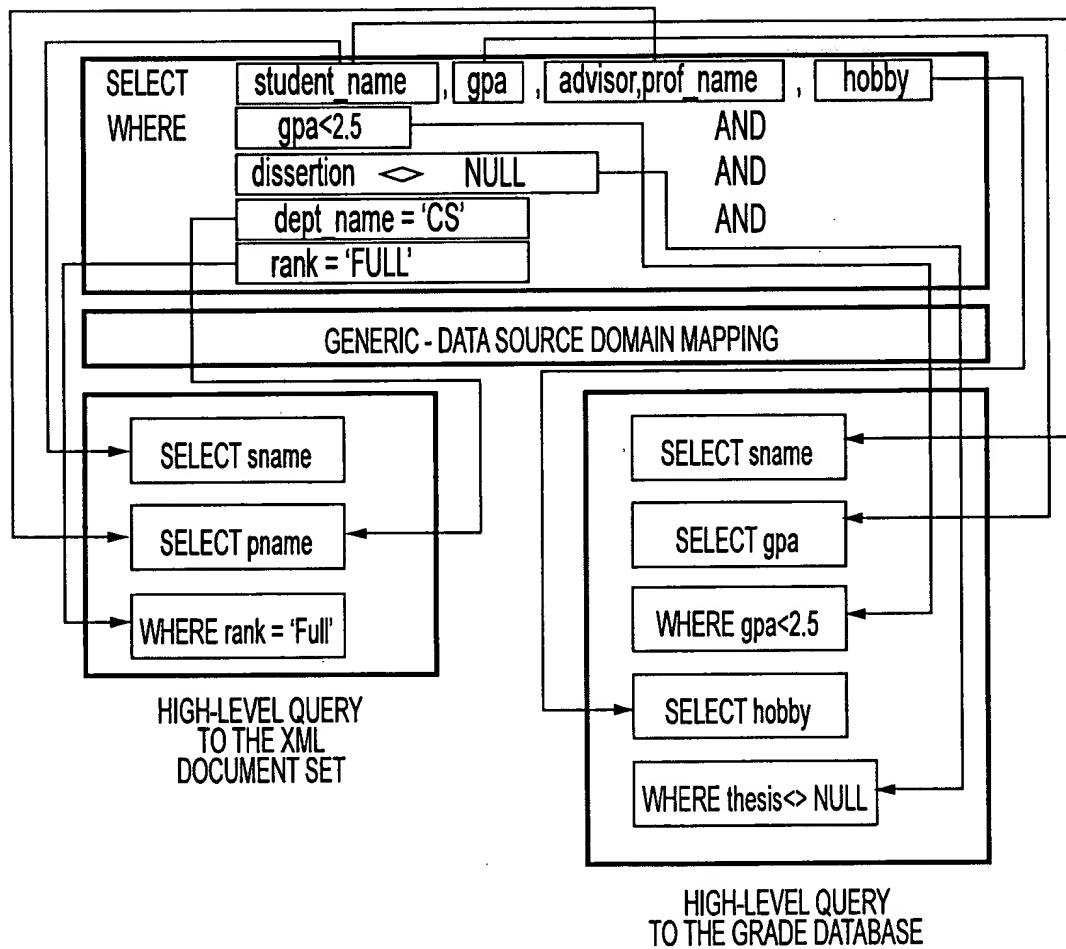 SELECT student_name , gpa , advisor,prof_name , hobby
WHERE gpa<2.5 AND
dissertion <> NULL AND
dept_name = 'CS' AND
rank = 'FULL'
GENERIC - DATA SOURCE DOMAIN MAPPING
SELECT sname
SELECT pname
WHERE rank = 'Full'
HIGH-LEVEL QUERY
TO THE XML
DOCUMENT SET
SELECT sname
SELECT gpa
WHERE gpa<2.5
SELECT hobby
WHERE thesis<> NULL
HIGH-LEVEL QUERY
TO THE GRADE DATABASE